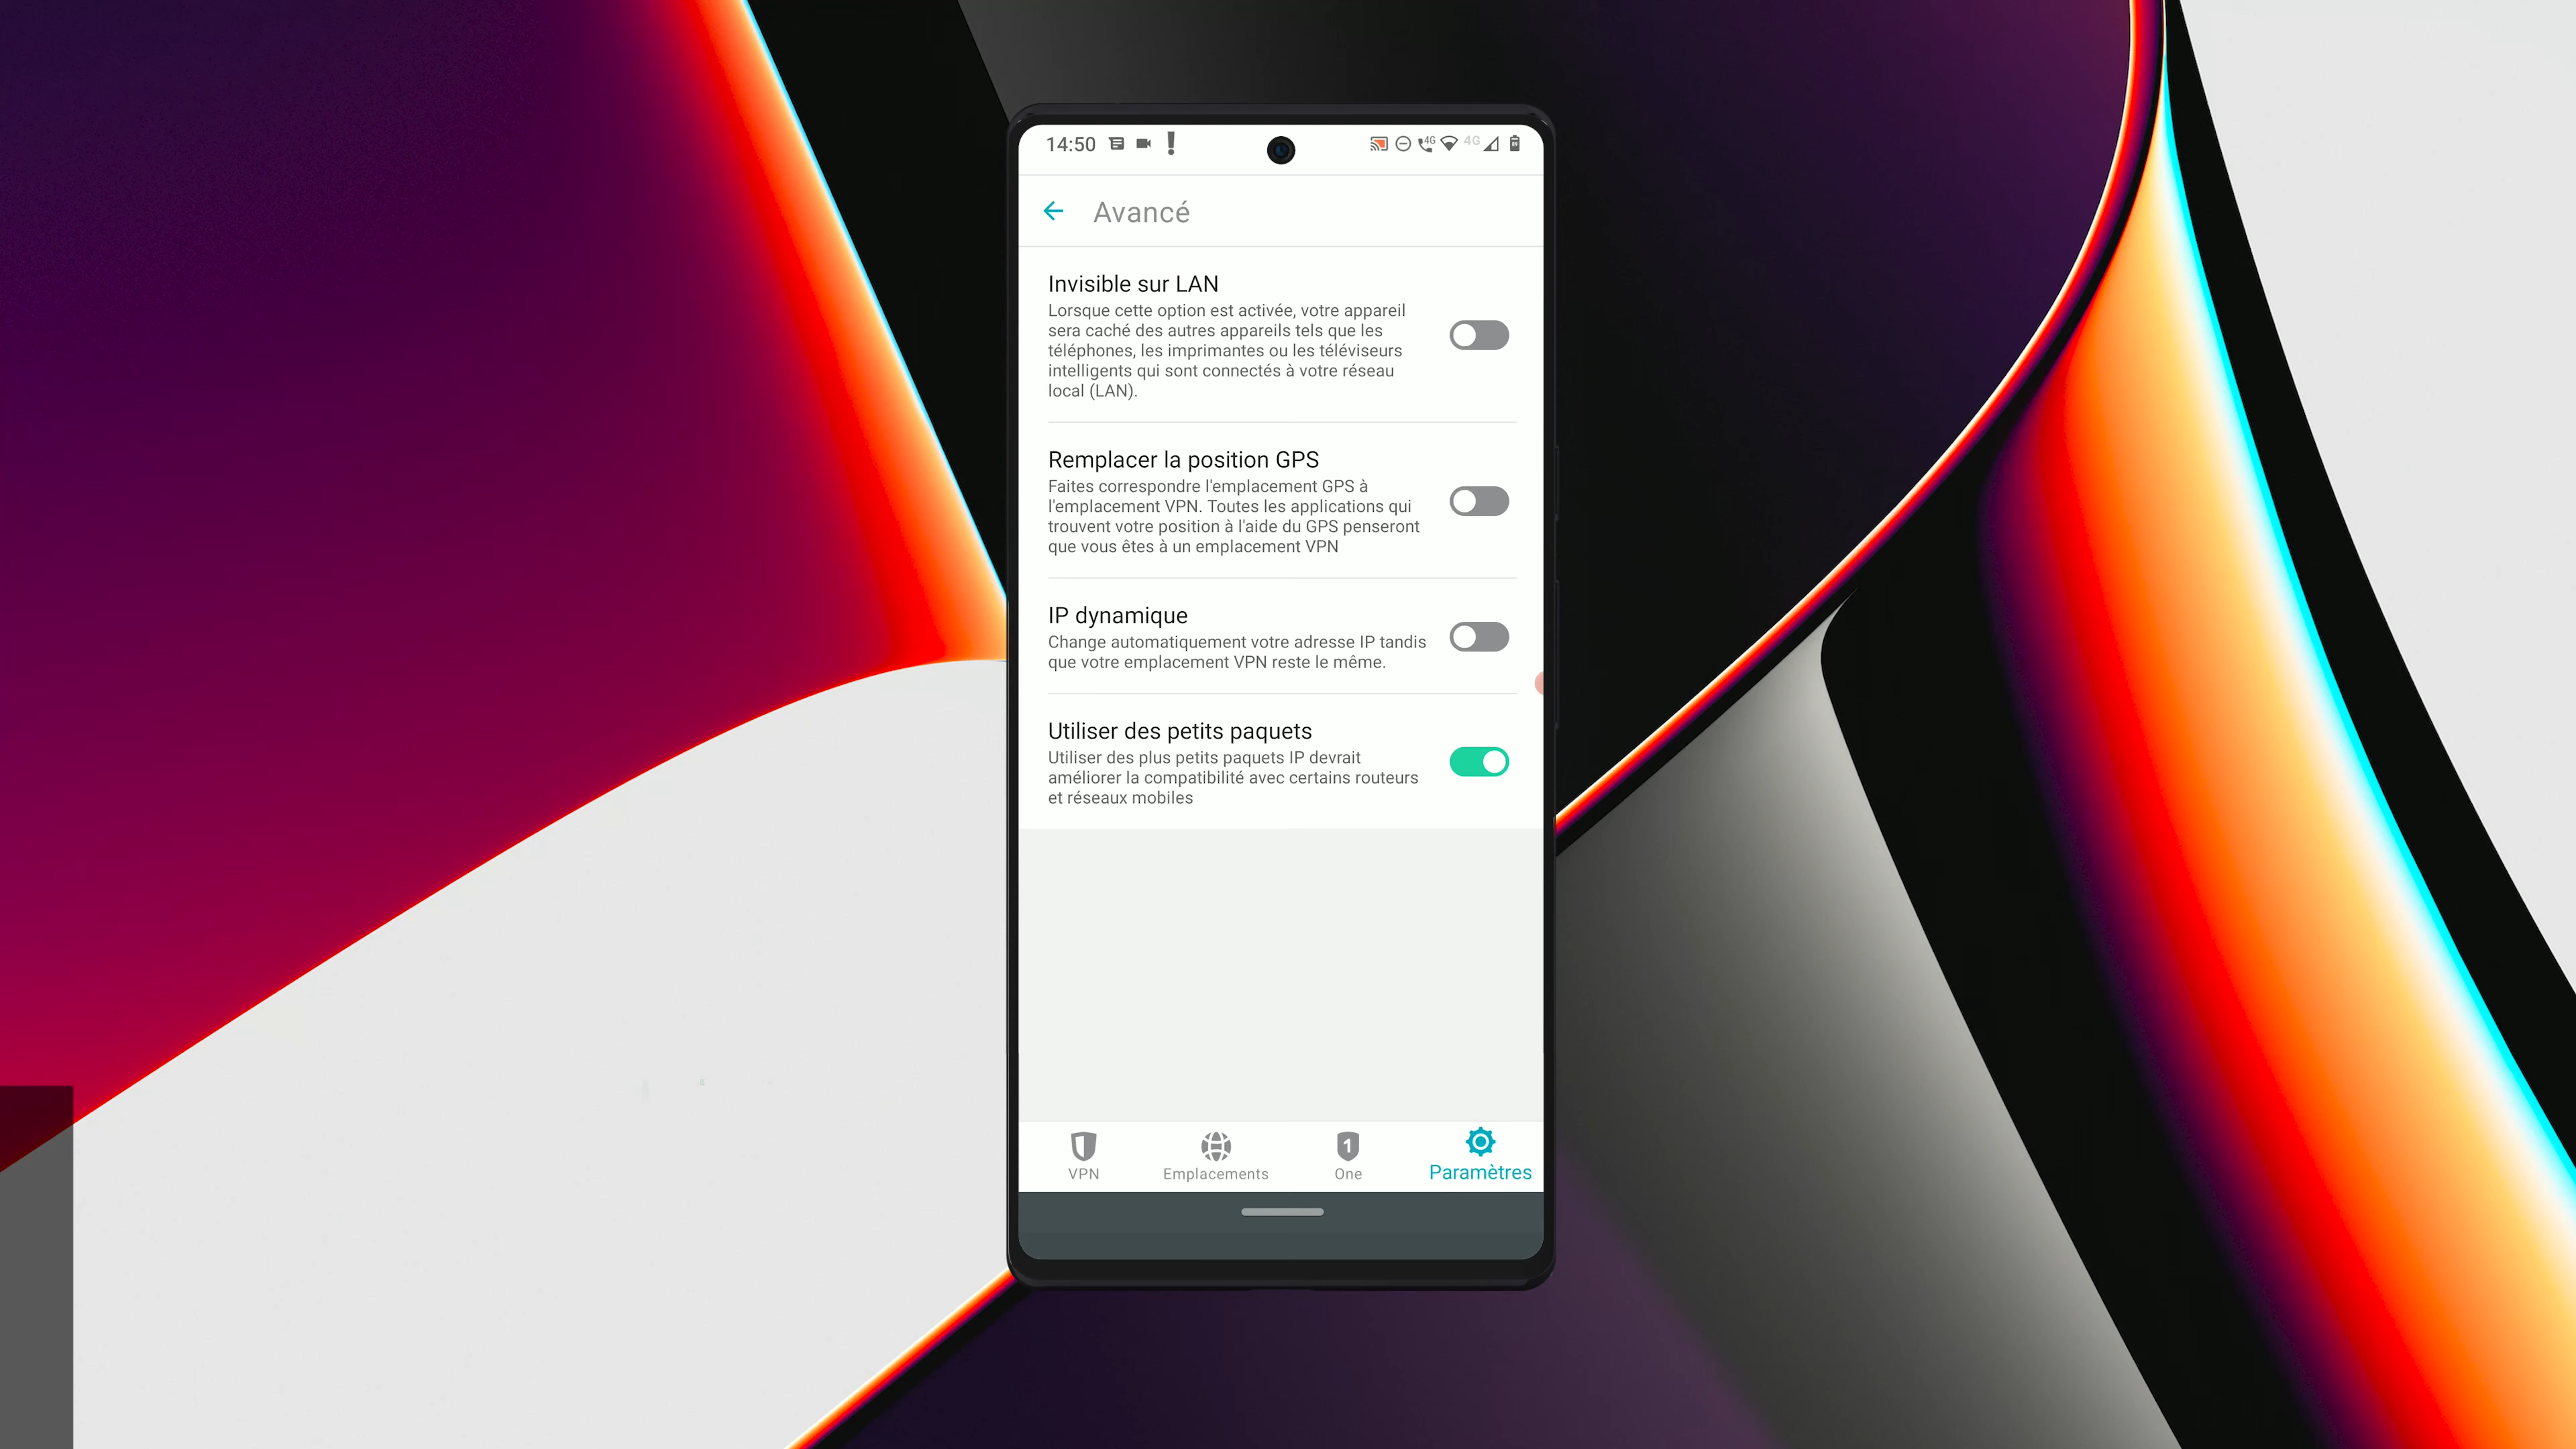 14:50
4G
4G
Avancé
Invisible sur LAN
Lorsque cette option est activée, votre appareil
sera caché des autres appareils tels que les
téléphones, les imprimantes ou les téléviseurs
intelligents qui sont connectés à votre réseau
local (LAN).
Remplacer la position GPS
Faites correspondre l'emplacement GPS à
l'emplacement VPN. Toutes les applications qui
trouvent votre position à l'aide du GPS penseront
que vous êtes à un emplacement VPN
IP dynamique
Change automatiquement votre adresse IP tandis
que votre emplacement VPN reste le même.
Utiliser des petits paquets
Utiliser des plus petits paquets IP devrait
améliorer la compatibilité avec certains routeurs
et réseaux mobiles
1
VPN
Emplacements
One
Paramètres